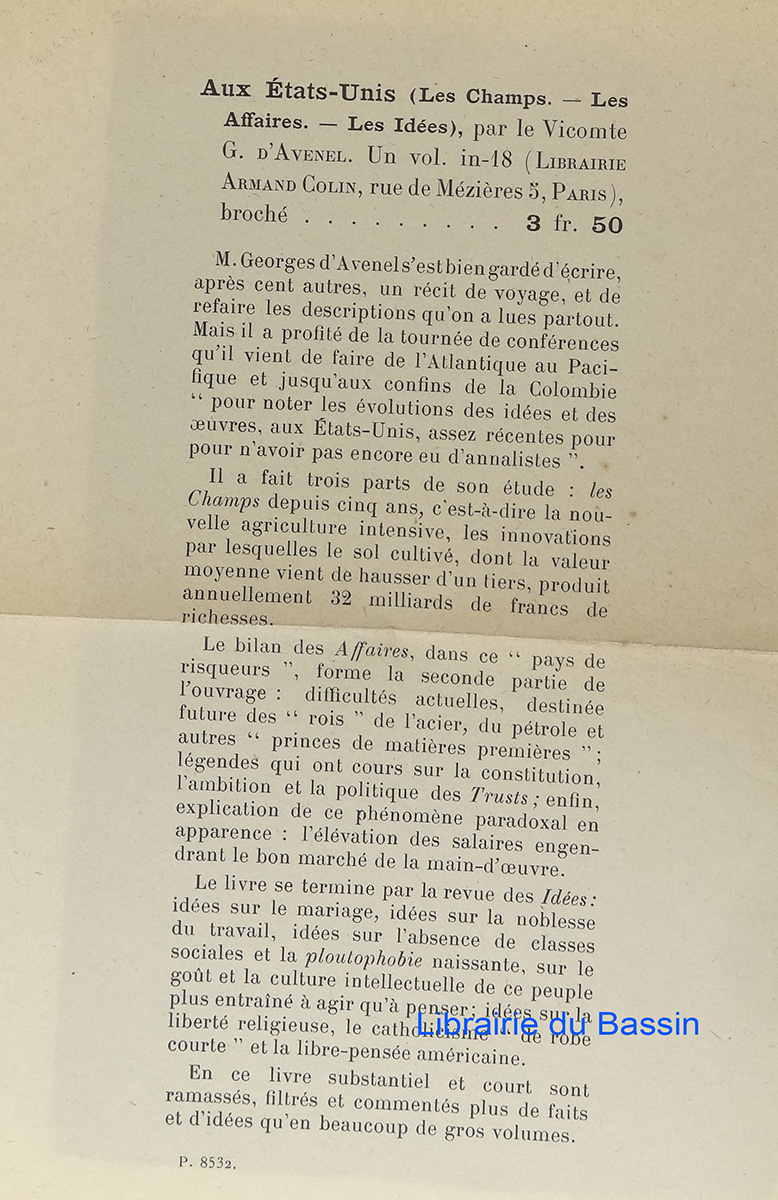 Aux États-Unis (Les Champs. — Les
Affaires. — Les Idées), par le Vicomte
G. D'AVENEL. Un vol. in-18 (LIBRAIRIE
ARMAND COLIN, rue de Mézières 5, PARIS),
broché . . . . . . . . . 3 fr. 50
M. Georges d'Avenel s'est bien gardé d'écrire,
après cent autres, un récit de voyage, et de
refaire les descriptions qu'on a lues partout.
Mais il a profité de la tournée de conférences
qu'il vient de faire de l'Atlantique au Paci-
fique et jusqu'aux confins de la Colombie
“ pour noter les évolutions des idées et des
œuvres, aux États-Unis, assez récentes pour
pour n'avoir pas encore eu d'annalistes ”.
Il a fait trois parts de son étude : les
Champs depuis cinq ans, c'est-à-dire la nou-
velle agriculture intensive, les innovations
par lesquelles le sol cultivé, dont la valeur
moyenne vient de hausser d'un tiers, produit
annuellement 32 milliards de francs de
richesses.
Le bilan des Affaires, dans ce “ pays de
risqueurs ”, forme la seconde partie de
l'ouvrage : difficultés actuelles, destinée
future des “ rois ” de l'acier, du pétrole et
autres “ princes de matières premières ” ;
légendes qui ont cours sur la constitution,
l'ambition et la politique des Trusts ; enfin,
explication de ce phénomène paradoxal en
apparence : l'élévation des salaires engen-
drant le bon marché de la main-d'œuvre.
Le livre se termine par la revue des Idées :
idées sur le mariage, idées sur la noblesse
du travail, idées sur l'absence de classes
sociales et la ploutophobie naissante, sur le
goût et la culture intellectuelle de ce peuple
plus entraîné à agir qu'à penser ; idées sur la
liberté religieuse, le catholicisme “ de robe
courte ” et la libre-pensée américaine.
En ce livre substantiel et court sont
ramassés, filtrés et commentés plus de faits
et d'idées qu'en beaucoup de gros volumes.
P. 8532.
Librairie du Bassin